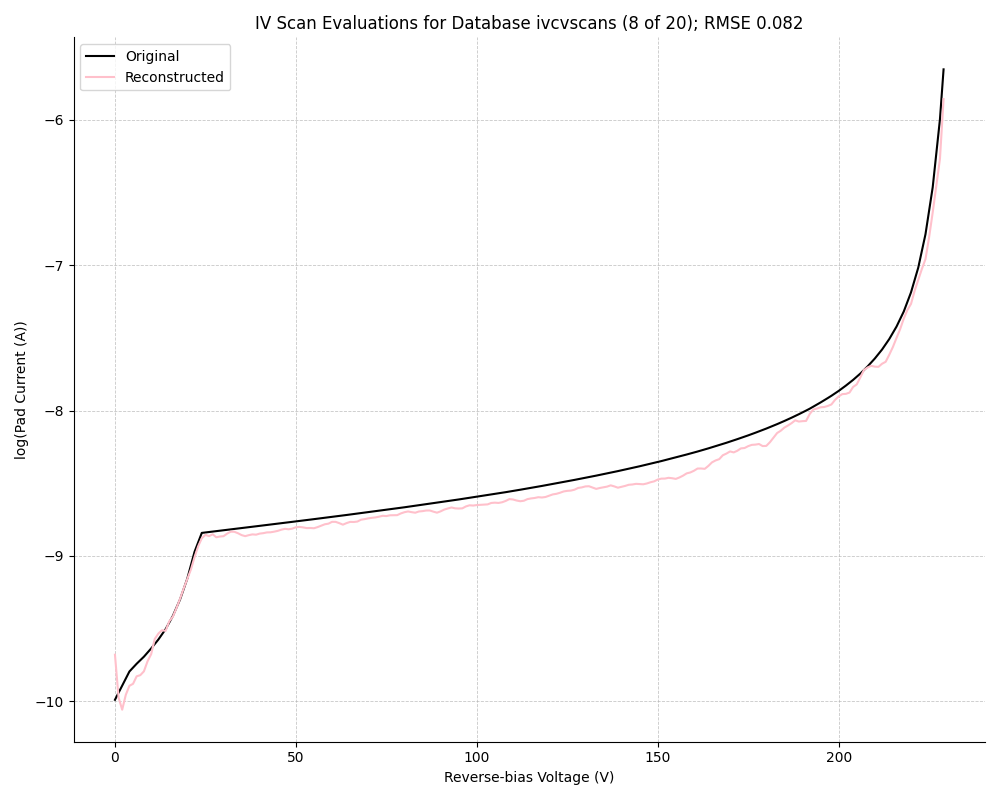 IV Scan Evaluations for Database ivcvscans (8 of 20); RMSE 0.082
Original
Reconstructed
log(Pad Current (A))
−6
−7
−8
−9
−10
0
50
100
150
200
Reverse-bias Voltage (V)